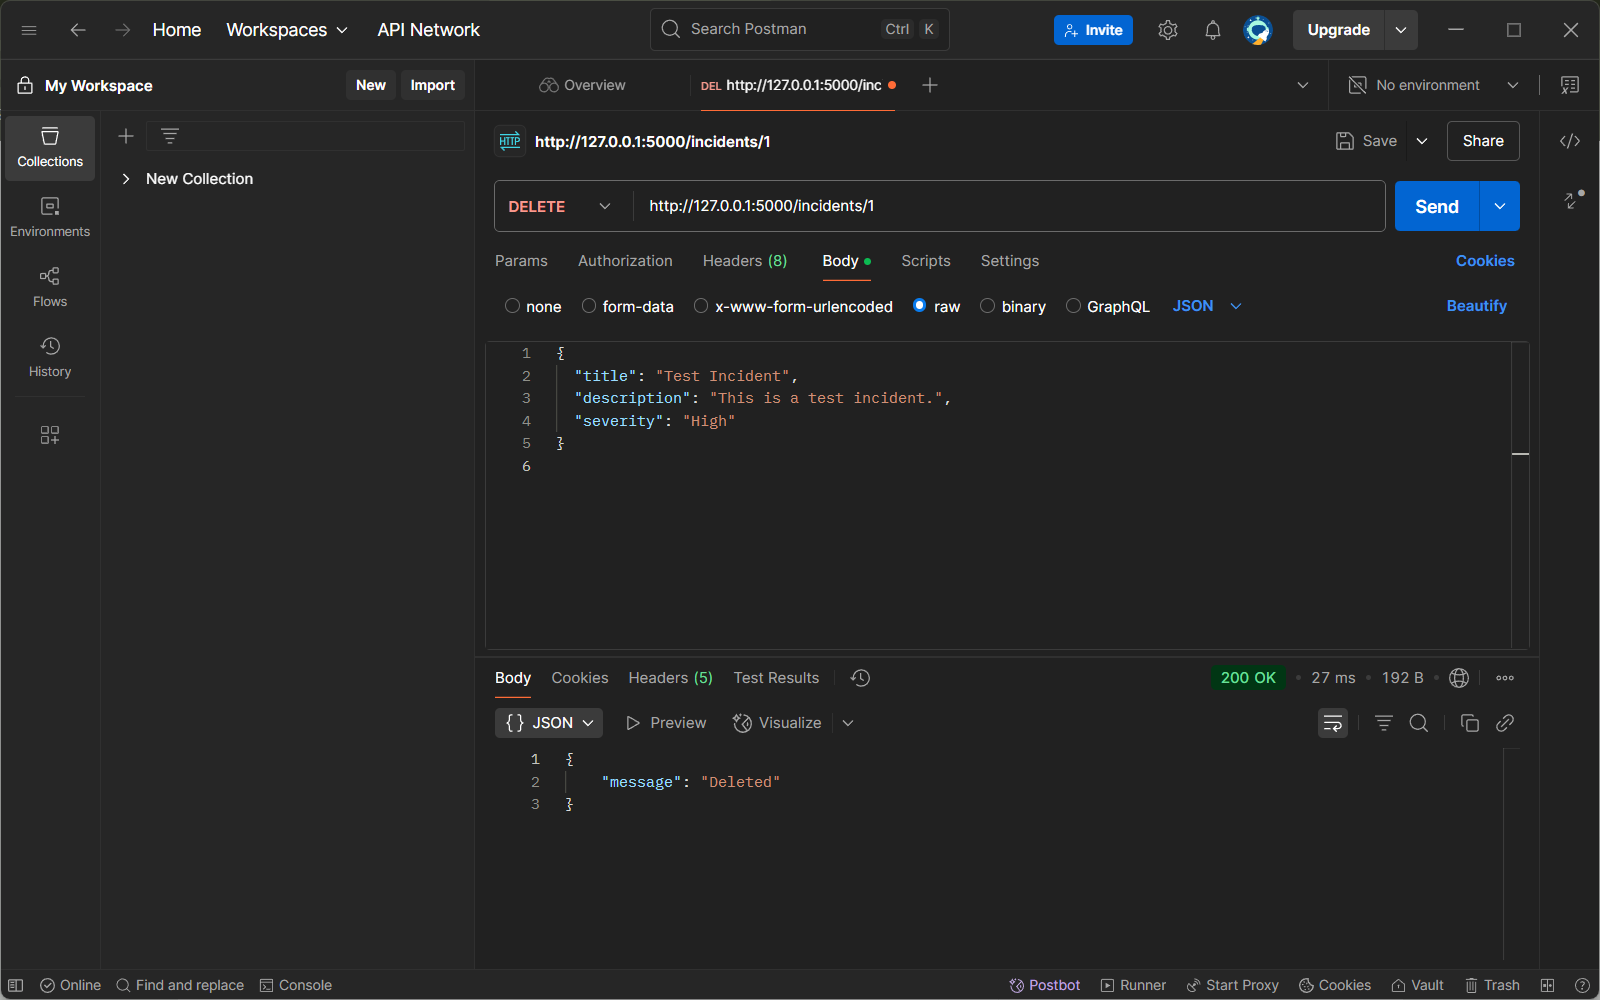 Home Workspaces API Network Search Postman Ctrl K Invite Upgrade
My Workspace New Import Overview DEL http://127.0.0.1:5000/inc No environment
Collections
Environments
Flows
History
New Collection
HTTP http://127.0.0.1:5000/incidents/1 Save Share
DELETE http://127.0.0.1:5000/incidents/1 Send
Params Authorization Headers (8) Body Scripts Settings Cookies
none form-data x-www-form-urlencoded raw binary GraphQL JSON Beautify
1 {
2 "title": "Test Incident",
3 "description": "This is a test incident.",
4 "severity": "High"
5 }
6
Body Cookies Headers (5) Test Results 200 OK • 27 ms • 192 B •
{} JSON Preview Visualize
1 {
2 "message": "Deleted"
3 }
Online Find and replace Console Postbot Runner Start Proxy Cookies Vault Trash